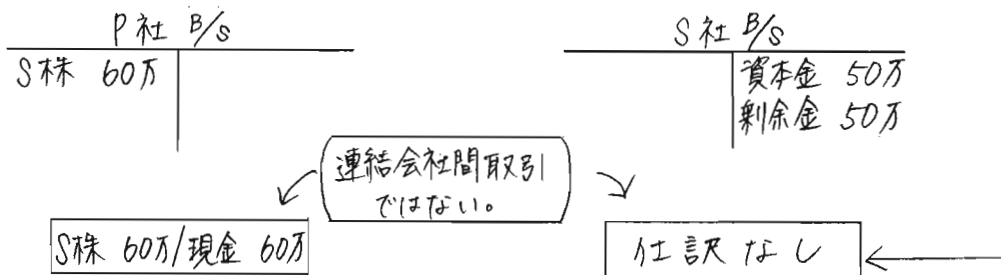 P社 B/S
S株 60万
S社 B/S
資本金 50万
剰余金 50万
連結会社間取引
ではない。
S株 60万/現金 60万
仕訳なし